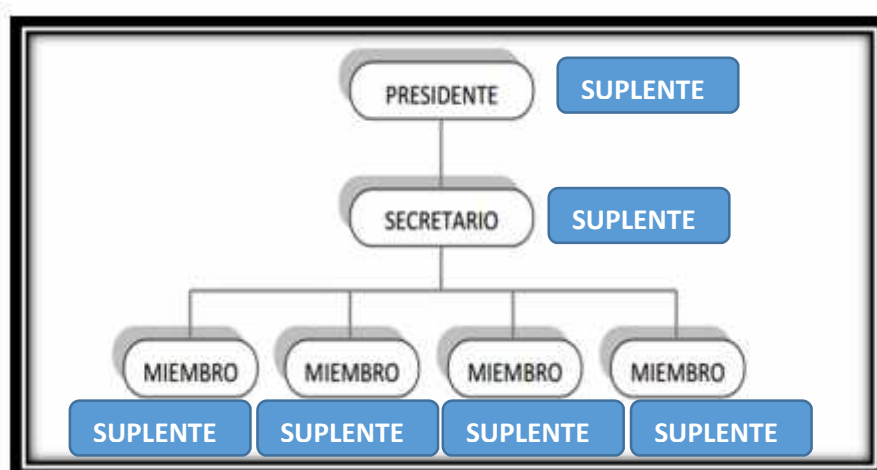 PRESIDENTE SUPLENTE
SECRETARIO SUPLENTE
MIEMBRO MIEMBRO MIEMBRO MIEMBRO
SUPLENTE SUPLENTE SUPLENTE SUPLENTE